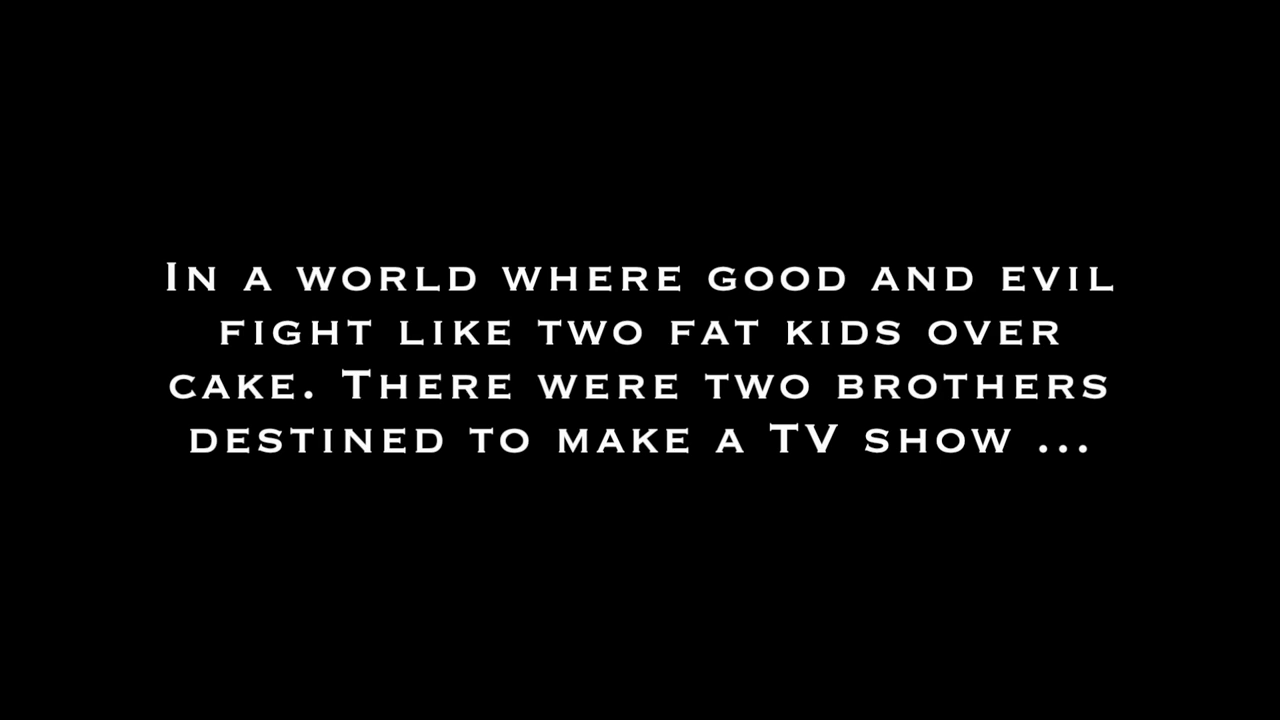 In a world where good and evil
fight like two fat kids over
cake. There were two brothers
destined to make a TV show ...